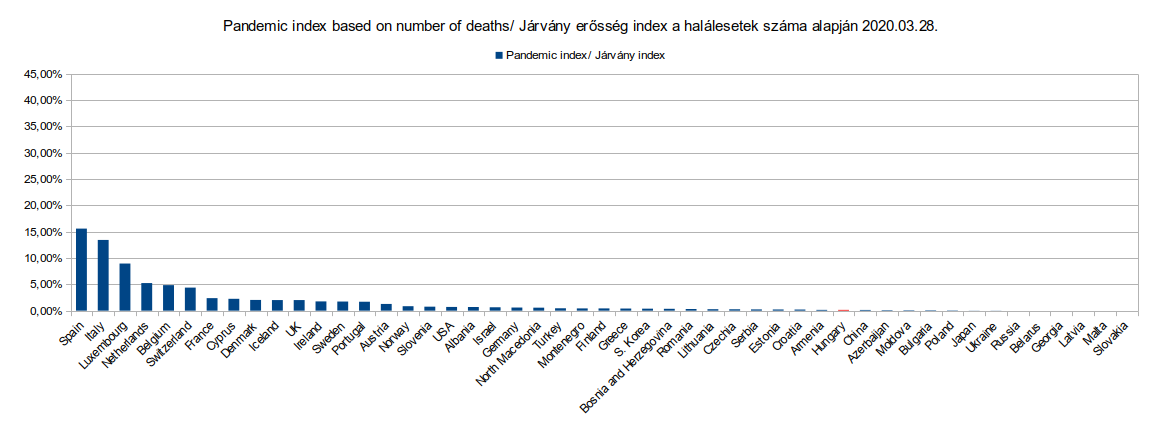 Pandemic index based on number of deaths/ Járvány erősség index a halálesetek száma alapján 2020.03.28.
Pandemic index/ Járvány index
45,00%
40,00%
35,00%
30,00%
25,00%
20,00%
15,00%
10,00%
5,00%
0,00%
Spain
Italy
Luxembourg
Netherlands
Belgium
Switzerland
France
Cyprus
Denmark
Iceland
UK
Ireland
Sweden
Portugal
Austria
Norway
Slovenia
USA
Albania
Israel
Germany
North Macedonia
Turkey
Montenegro
Finland
Greece
S. Korea
Bosnia and Herzegovina
Romania
Lithuania
Czechia
Serbia
Estonia
Croatia
Armenia
Hungary
China
Azerbaijan
Moldova
Bulgaria
Poland
Japan
Ukraine
Russia
Belarus
Georgia
Latvia
Malta
Slovakia